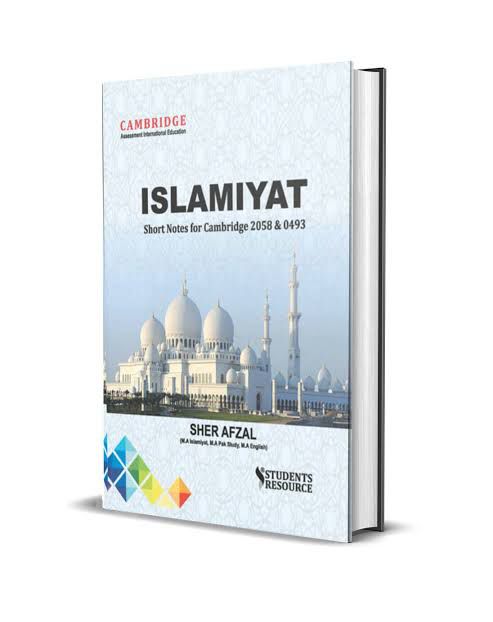 CAMBRIDGE
Assessment International Education
ISLAMIYAT
Short Notes for Cambridge 2058 & 0493
SHER AFZAL
(M.A Islamiyat, M.A Pak Study, M.A English)
STUDENTS
RESOURCE